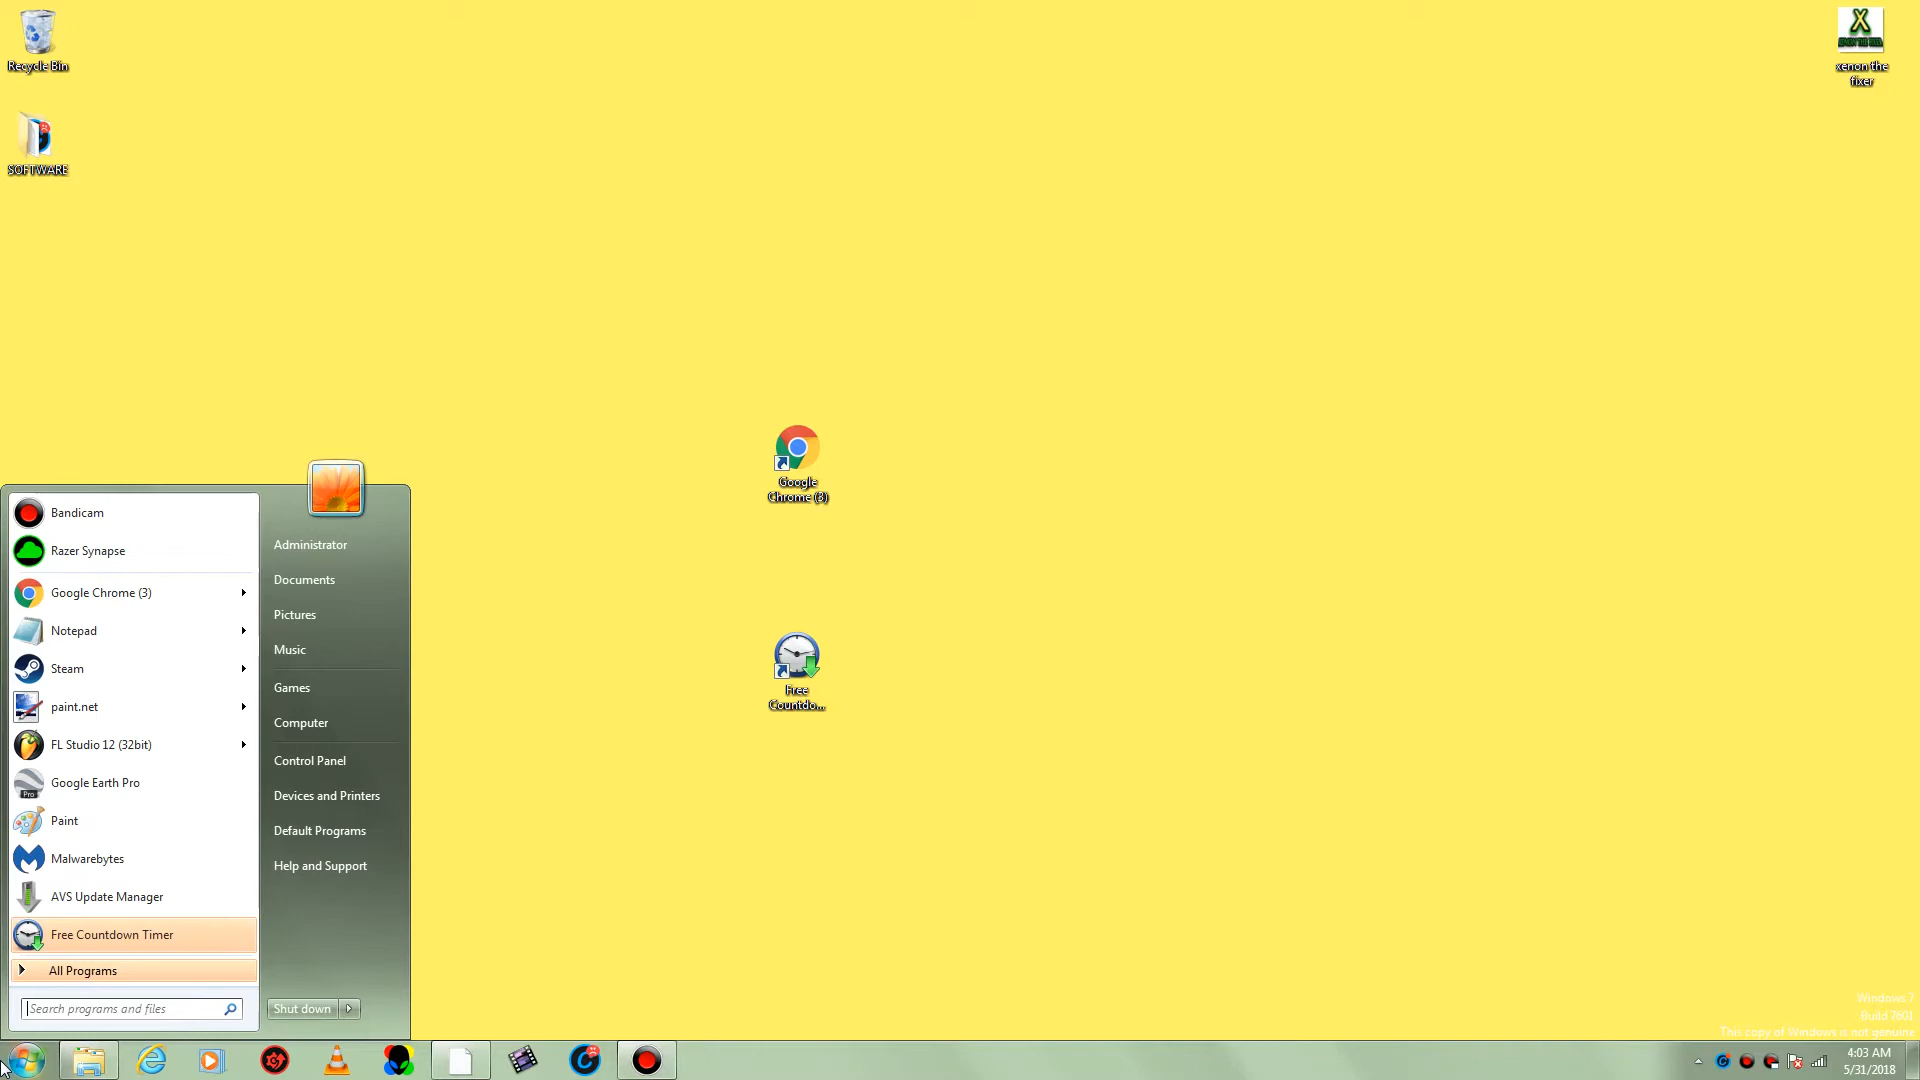 Recycle Bin
SOFTWARE
xenon the
fixer
Google
Chrome (3)
Free
Countdo...
Bandicam
Razer Synapse
Google Chrome (3)
Notepad
Steam
paint.net
FL Studio 12 (32bit)
Pro
Google Earth Pro
Paint
Malwarebytes
AVS Update Manager
Free Countdown Timer
All Programs
Search programs and files
Administrator
Documents
Pictures
Music
Games
Computer
Control Panel
Devices and Printers
Default Programs
Help and Support
Shut down
Windows 7
Build 7601
This copy of Windows is not genuine
4:03 AM
5/31/2018